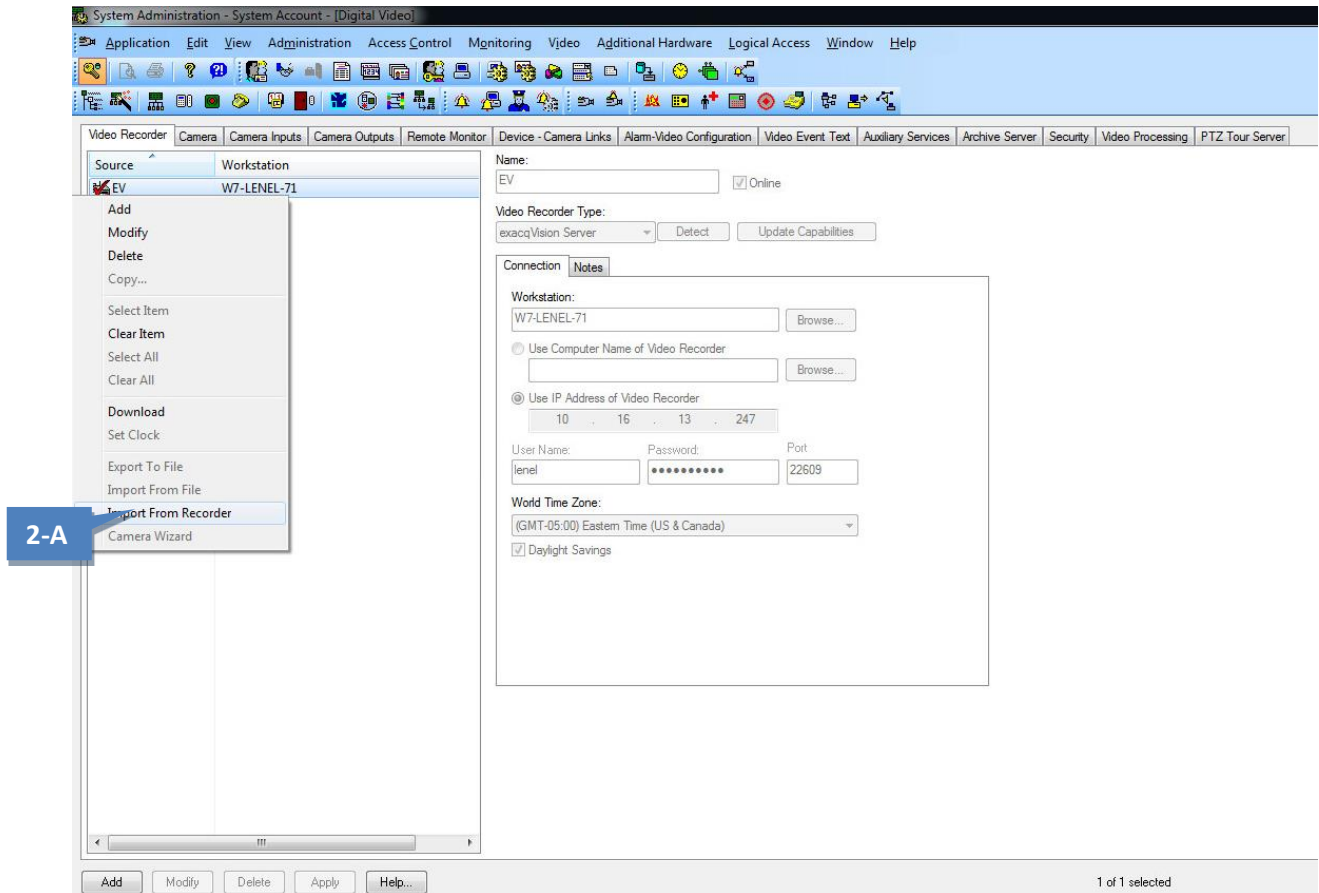 System Administration - System Account - [Digital Video]
Application Edit View Administration Access Control Monitoring Video Additional Hardware Logical Access Window Help
Video Recorder Camera Camera Inputs Camera Outputs Remote Monitor Device - Camera Links Alarm-Video Configuration Video Event Text Auxiliary Services Archive Server Security Video Processing PTZ Tour Server
Source Workstation
EV W7-LENEL-71
Add
Modify
Delete
Copy...
Select Item
Clear Item
Select All
Clear All
Download
Set Clock
Export To File
Import From File
Import From Recorder
Camera Wizard
2-A
Name:
EV Online
Video Recorder Type:
exacqVision Server Detect Update Capabilities
Connection Notes
Workstation:
W7-LENEL-71 Browse...
Use Computer Name of Video Recorder
Browse...
Use IP Address of Video Recorder
10 . 16 . 13 . 247
User Name: Password: Port
lenel ●●●●●●●●●● 22609
World Time Zone:
(GMT-05:00) Eastern Time (US & Canada)
Daylight Savings
Add Modify Delete Apply Help... 1 of 1 selected